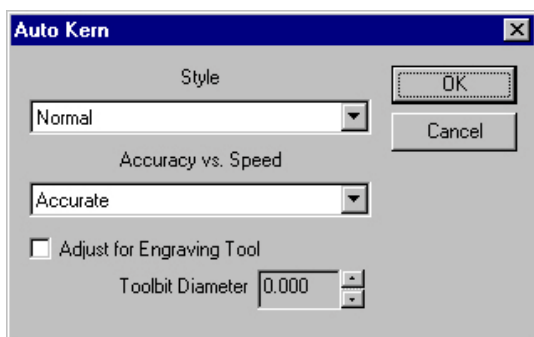 Auto Kern
Style
OK
Normal
Cancel
Accuracy vs. Speed
Accurate
Adjust for Engraving Tool
Toolbit Diameter 0.000